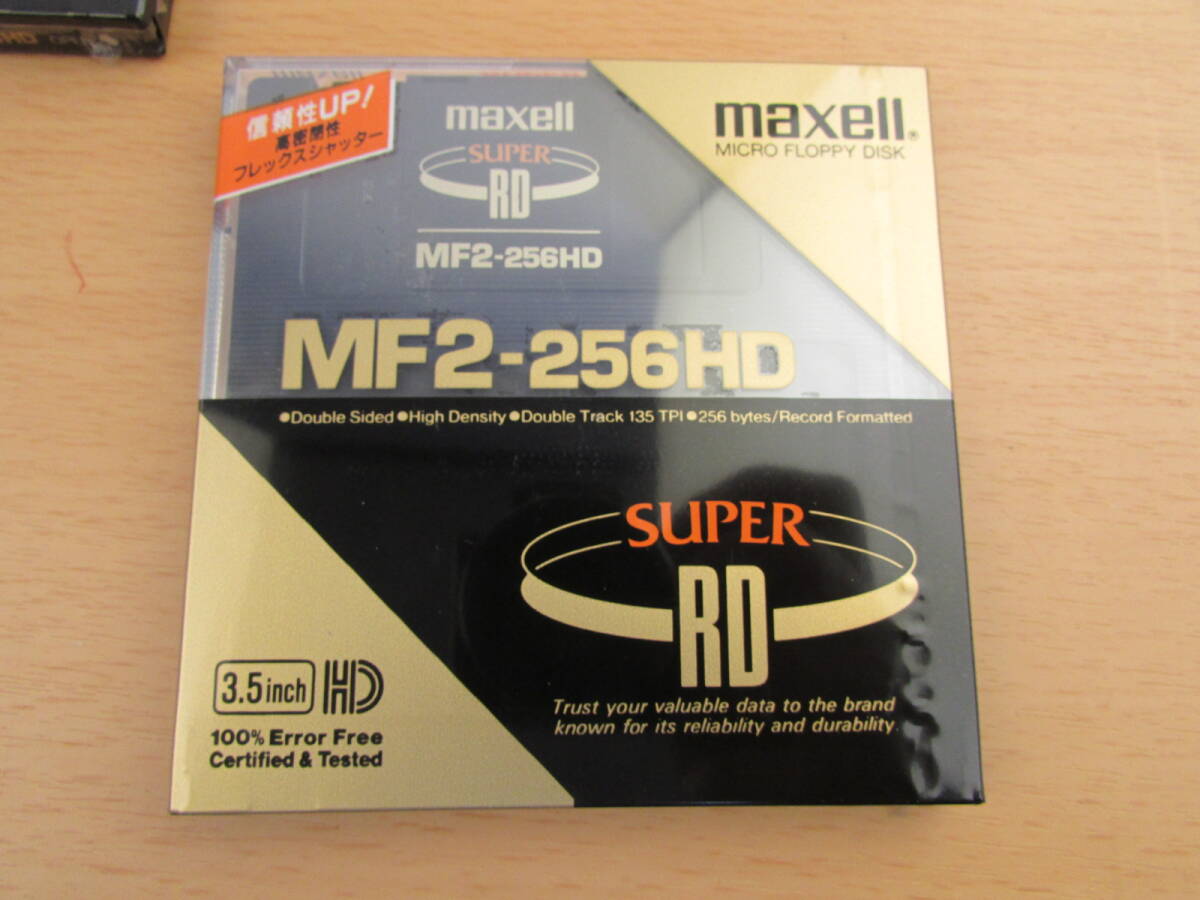 HD
信頼性UP!
高密閉性
フレックスシャッター
maxell
SUPER
RD
MF2-256HD
maxell®
MICRO FLOPPY DISK
MF2-256HD
●Double Sided ●High Density ●Double Track 135 TPI ●256 bytes/Record Formatted
SUPER
RD
Trust your valuable data to the brand
known for its reliability and durability.
3.5inch HD
100% Error Free
Certified & Tested